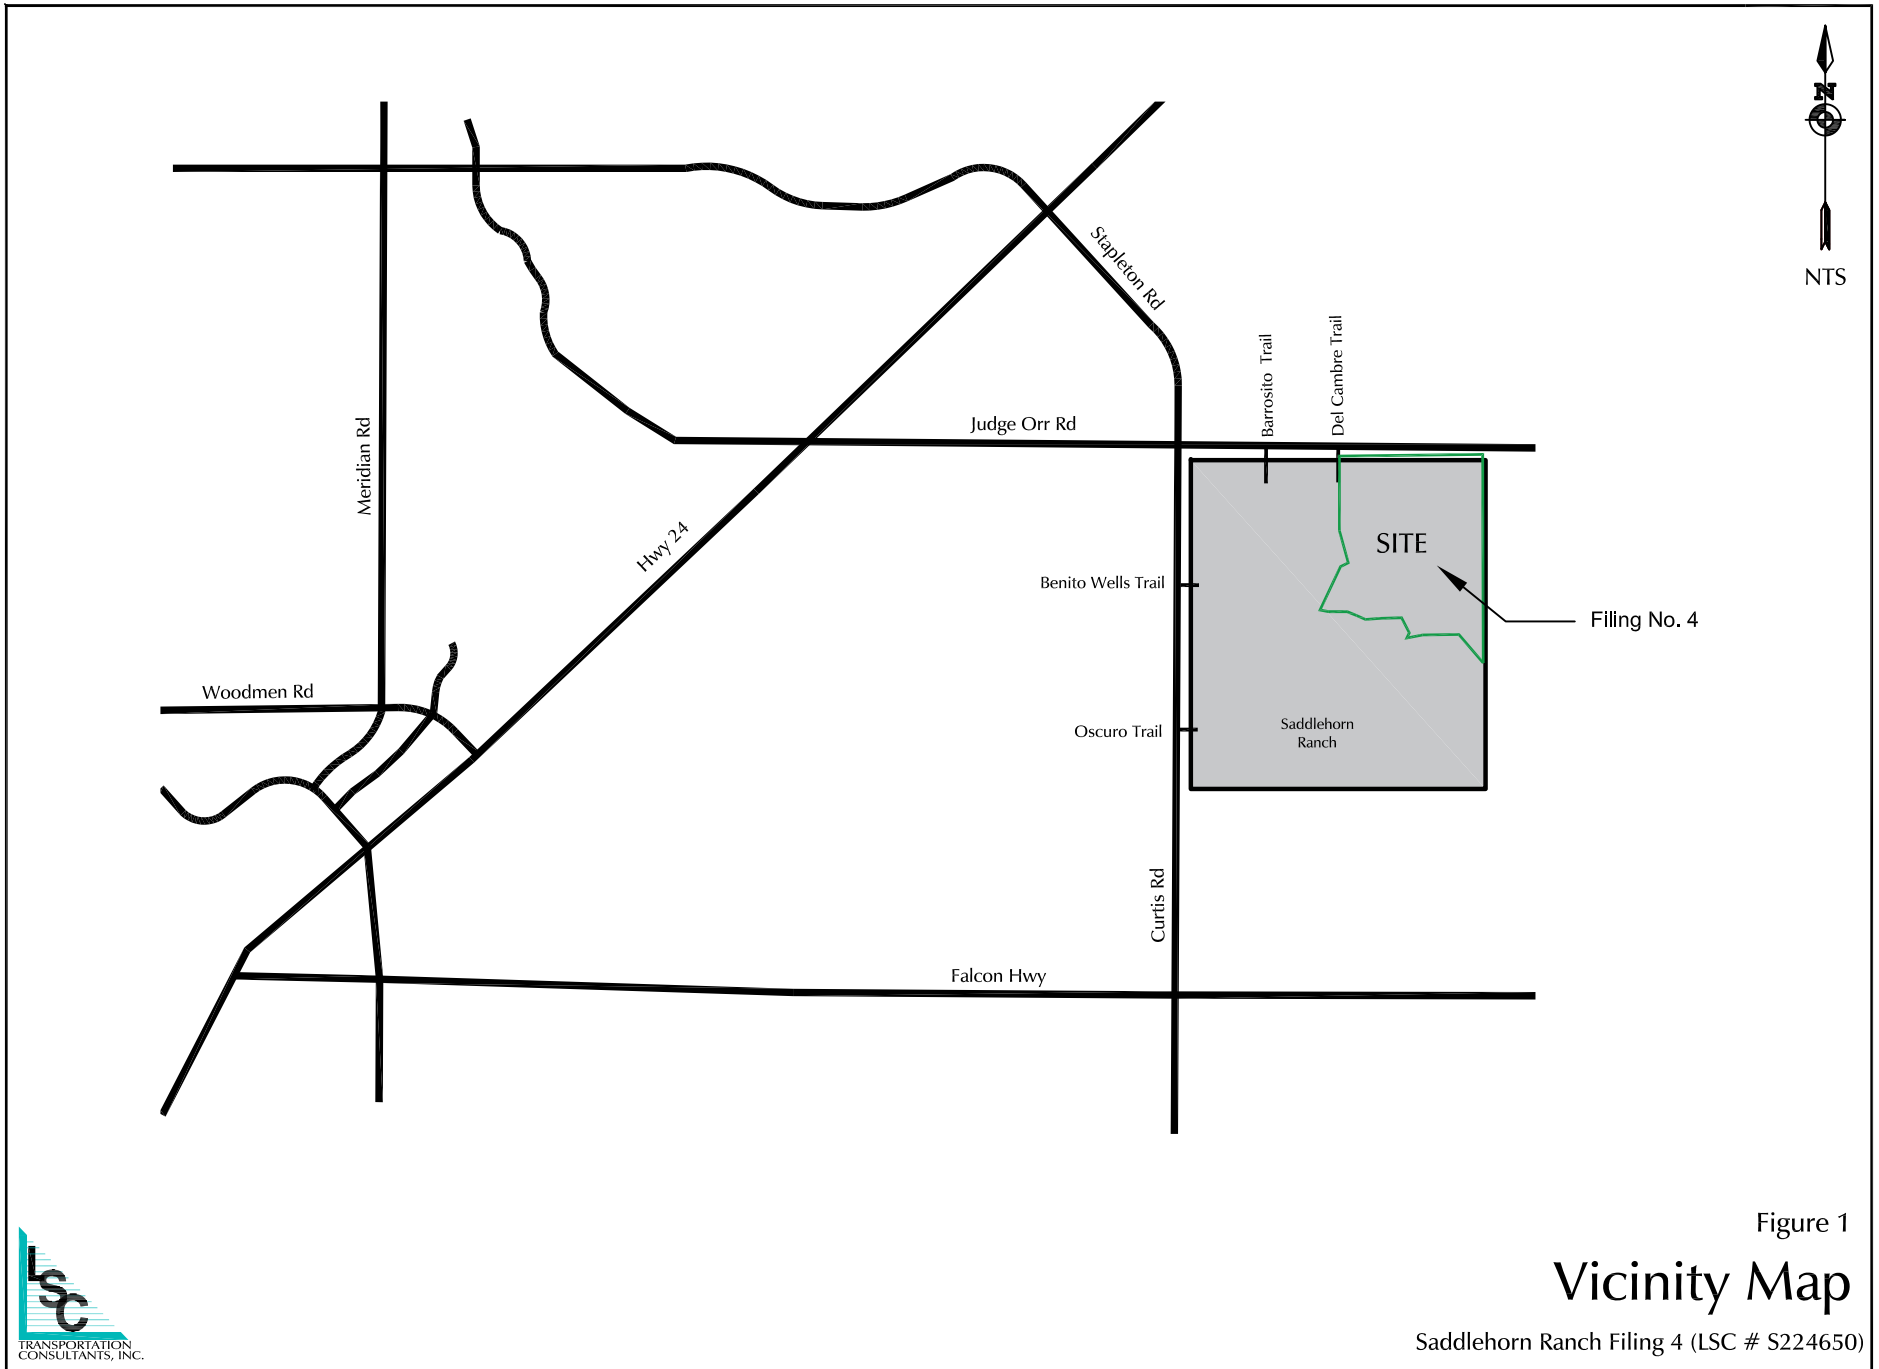 N
NTS
Stapleton Rd
Barrosito Trail
Del Cambre Trail
Judge Orr Rd
Meridian Rd
Hwy 24
SITE
Benito Wells Trail
Filing No. 4
Woodmen Rd
Oscuro Trail
Saddlehorn
Ranch
Curtis Rd
Falcon Hwy
Figure 1
Vicinity Map
Saddlehorn Ranch Filing 4 (LSC # S224650)
LSC
TRANSPORTATION
CONSULTANTS, INC.